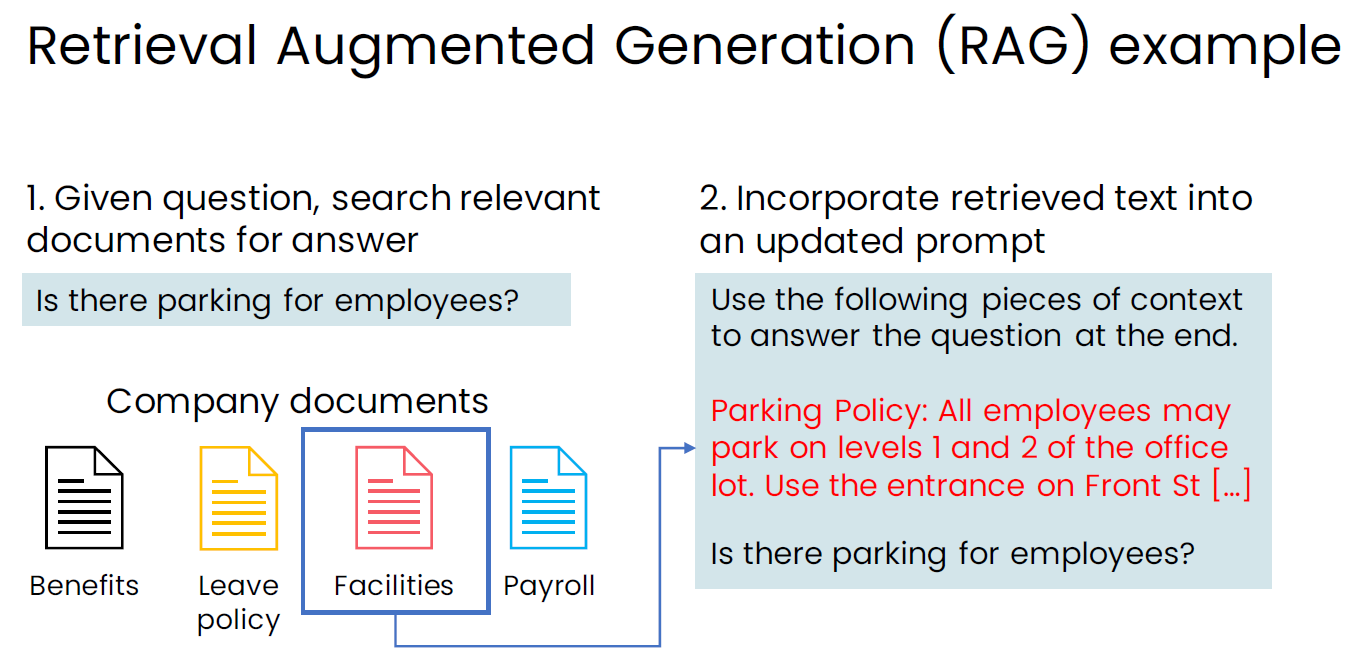 Retrieval Augmented Generation (RAG) example
1. Given question, search relevant
documents for answer
Is there parking for employees?
Company documents
Benefits
Leave
policy
Facilities
Payroll
2. Incorporate retrieved text into
an updated prompt
Use the following pieces of context
to answer the question at the end.
Parking Policy: All employees may
park on levels 1 and 2 of the office
lot. Use the entrance on Front St […]
Is there parking for employees?